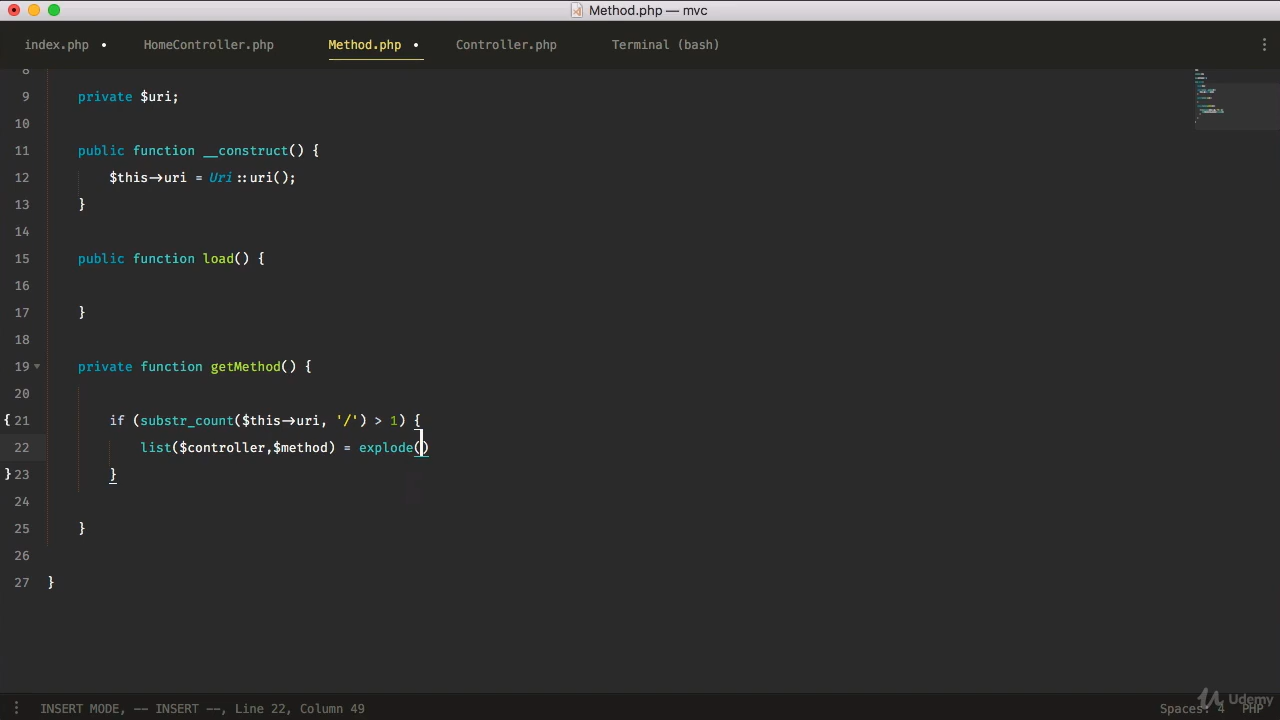 Method.php — mvc
index.php • HomeController.php Method.php • Controller.php Terminal (bash)
8
9 private $uri;
10
11 public function __construct() {
12 $this->uri = Uri::uri();
13 }
14
15 public function load() {
16
17 }
18
19 private function getMethod() {
20
{ 21 if (substr_count($this->uri, '/') > 1) {
22 list($controller,$method) = explode()
} 23 }
24
25 }
26
27 }
Udemy
INSERT MODE, -- INSERT --, Line 22, Column 49 Spaces: 4 PHP